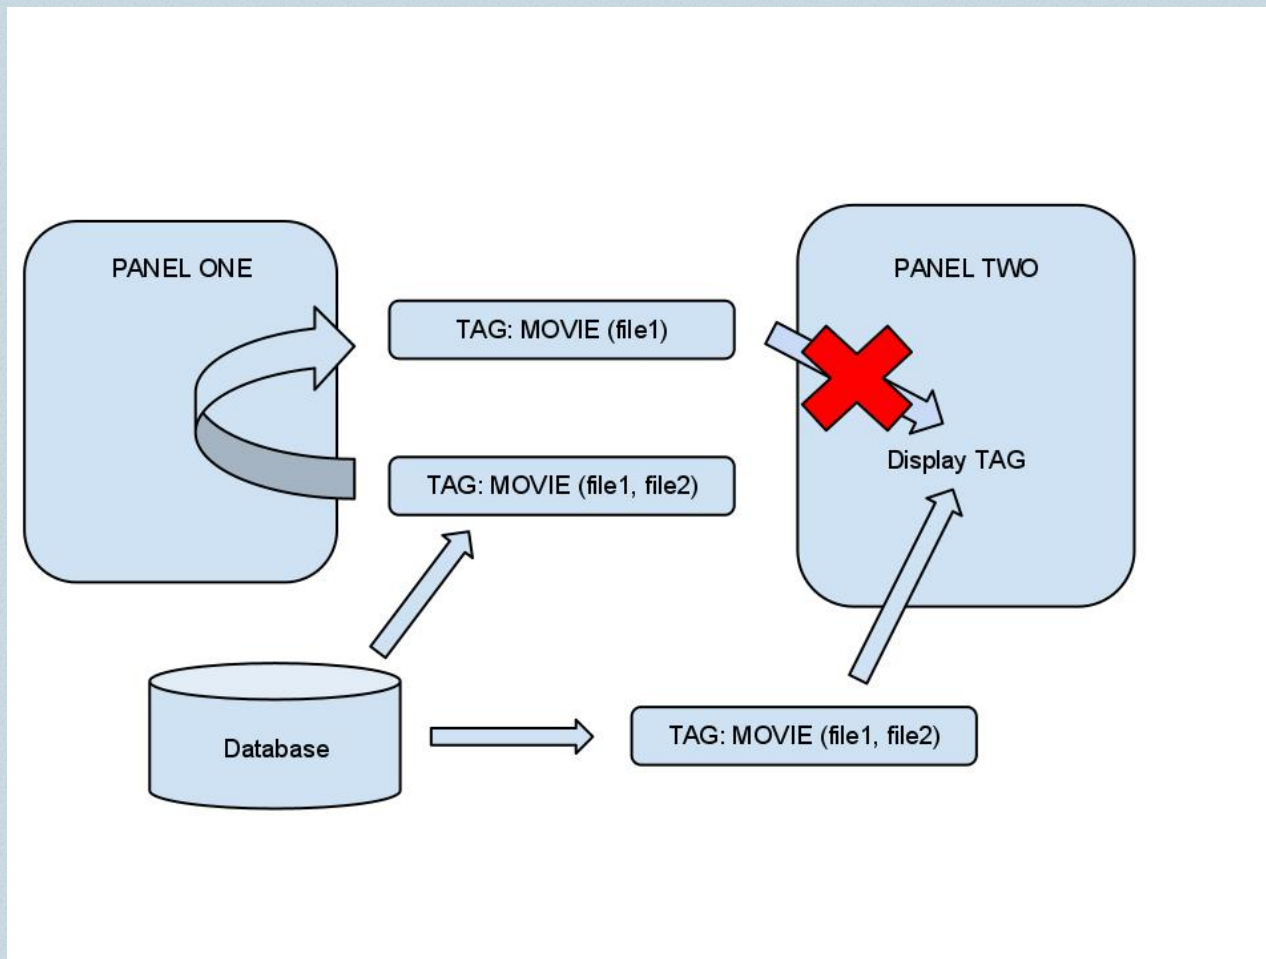 PANEL ONE
PANEL TWO
TAG: MOVIE (file1)
Display TAG
TAG: MOVIE (file1, file2)
Database
TAG: MOVIE (file1, file2)